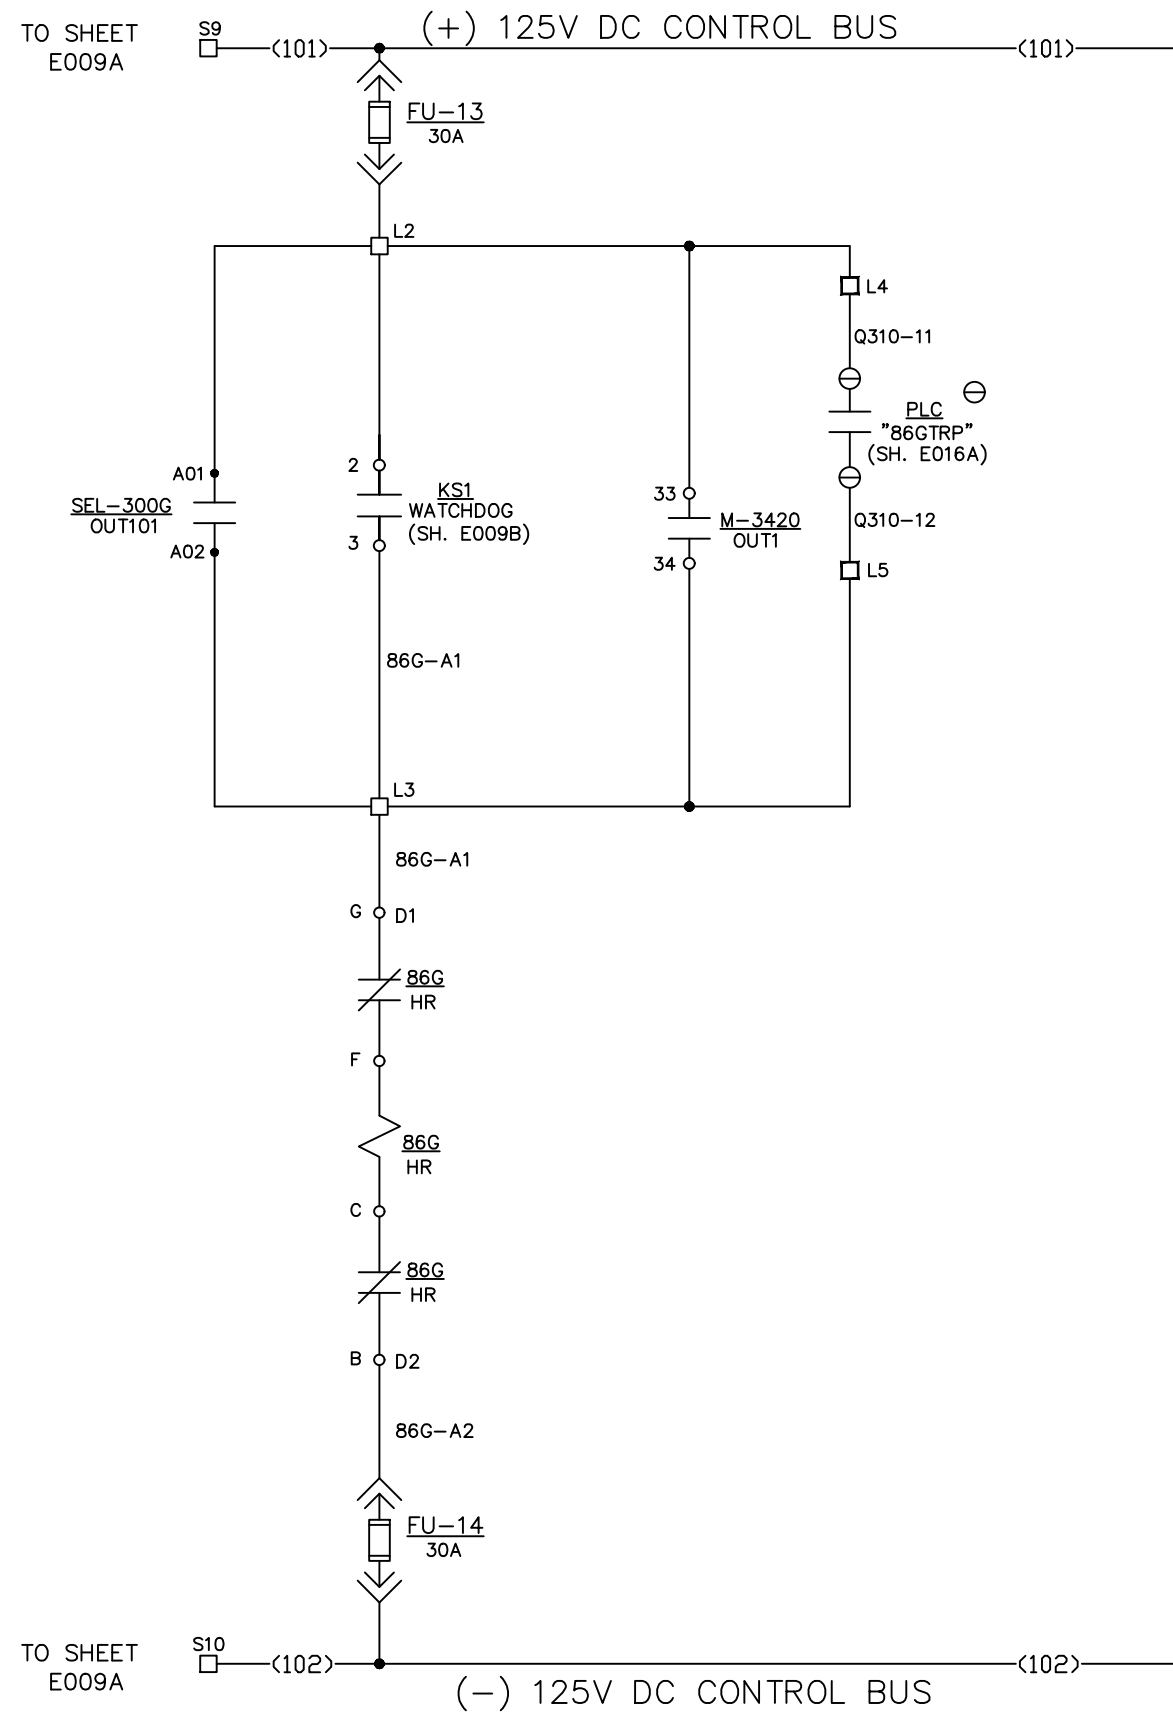 TO SHEET
E009A
S9
(101)
(+) 125V DC CONTROL BUS
(101)
FU-13
30A
L2
L4
Q310-11
PLC
"86GTRP"
(SH. E016A)
A01
SEL-300G
OUT101
A02
2
KS1
WATCHDOG
(SH. E009B)
3
33
M-3420
OUT1
34
Q310-12
L5
86G-A1
L3
86G-A1
G
D1
86G
HR
F
86G
HR
C
86G
HR
B
D2
86G-A2
FU-14
30A
TO SHEET
E009A
S10
(102)
(102)
(-) 125V DC CONTROL BUS